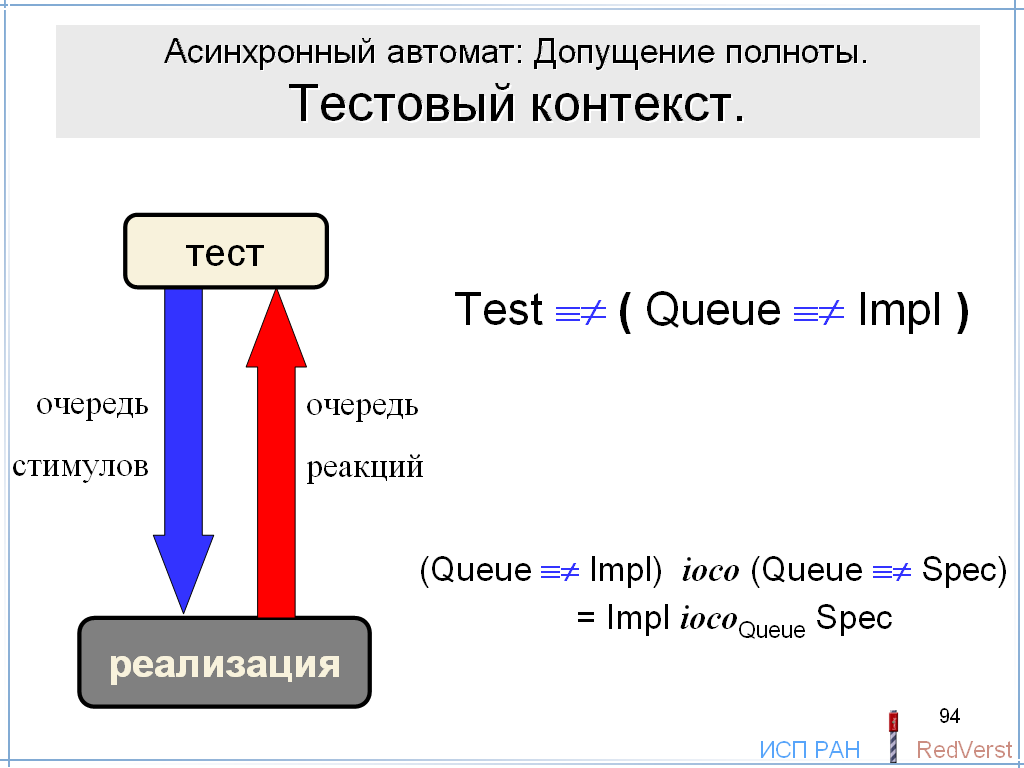 Асинхронный автомат: Допущение полноты.
Тестовый контекст.
тест
очередь
стимулов
очередь
реакций
реализация
Test ≡≠ ( Queue ≡≠ Impl )
(Queue ≡≠ Impl) ioco (Queue ≡≠ Spec)
= Impl iocoQueue Spec
94
ИСП РАН
RedVerst